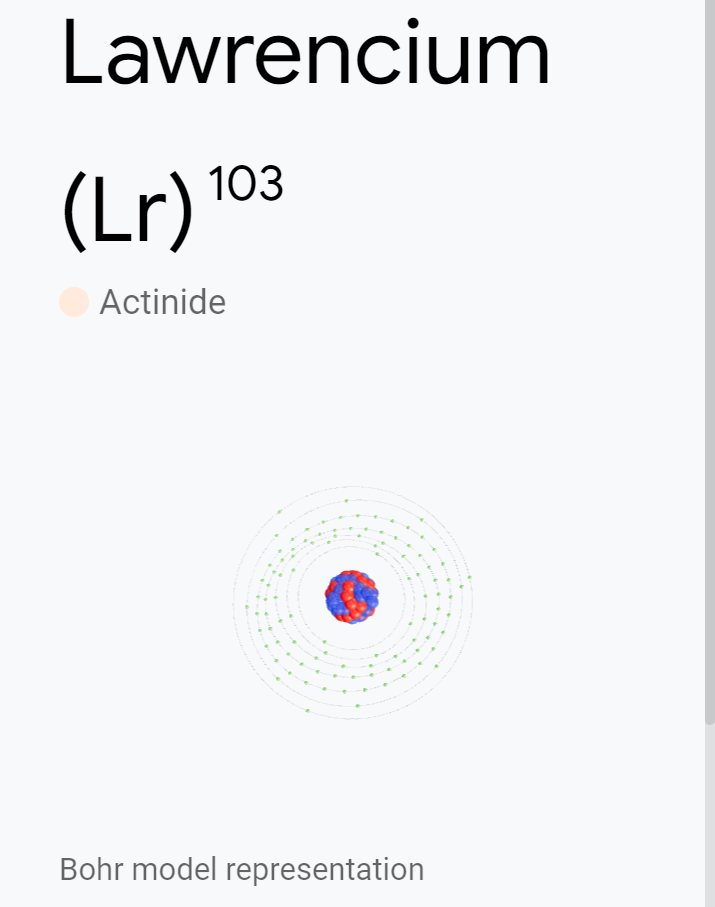 Lawrencium
(Lr) 103
Actinide
Bohr model representation